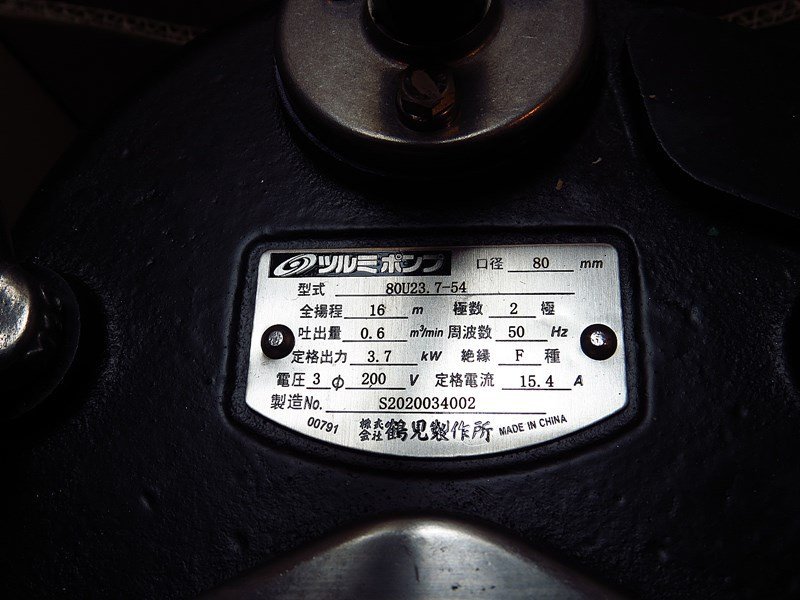 ツルミポンプ 口径 80 mm
型式 80U23.7-54
全揚程 16 m 極数 2 極
吐出量 0.6 m³/min 周波数 50 Hz
定格出力 3.7 kW 絶縁 F 種
電圧 3 φ 200 V 定格電流 15.4 A
製造No. S2020034002
00791 株式会社 鶴見製作所 MADE IN CHINA